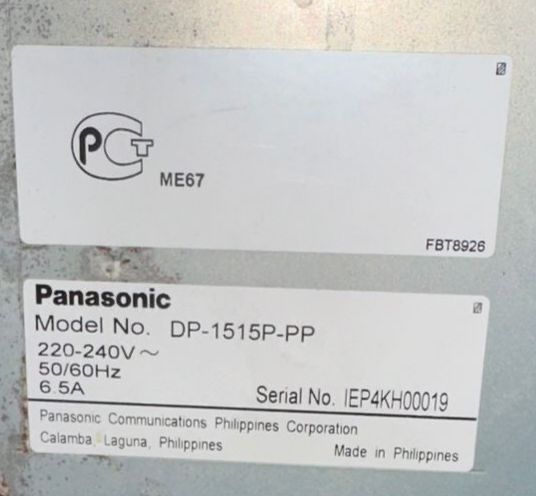 РСТ
ME67
FBT8926
Panasonic
Model No. DP-1515P-PP
220-240V～
50/60Hz
6.5A
Serial No. IEP4KH00019
Panasonic Communications Philippines Corporation
Calamba, Laguna, Philippines
Made in Philippines